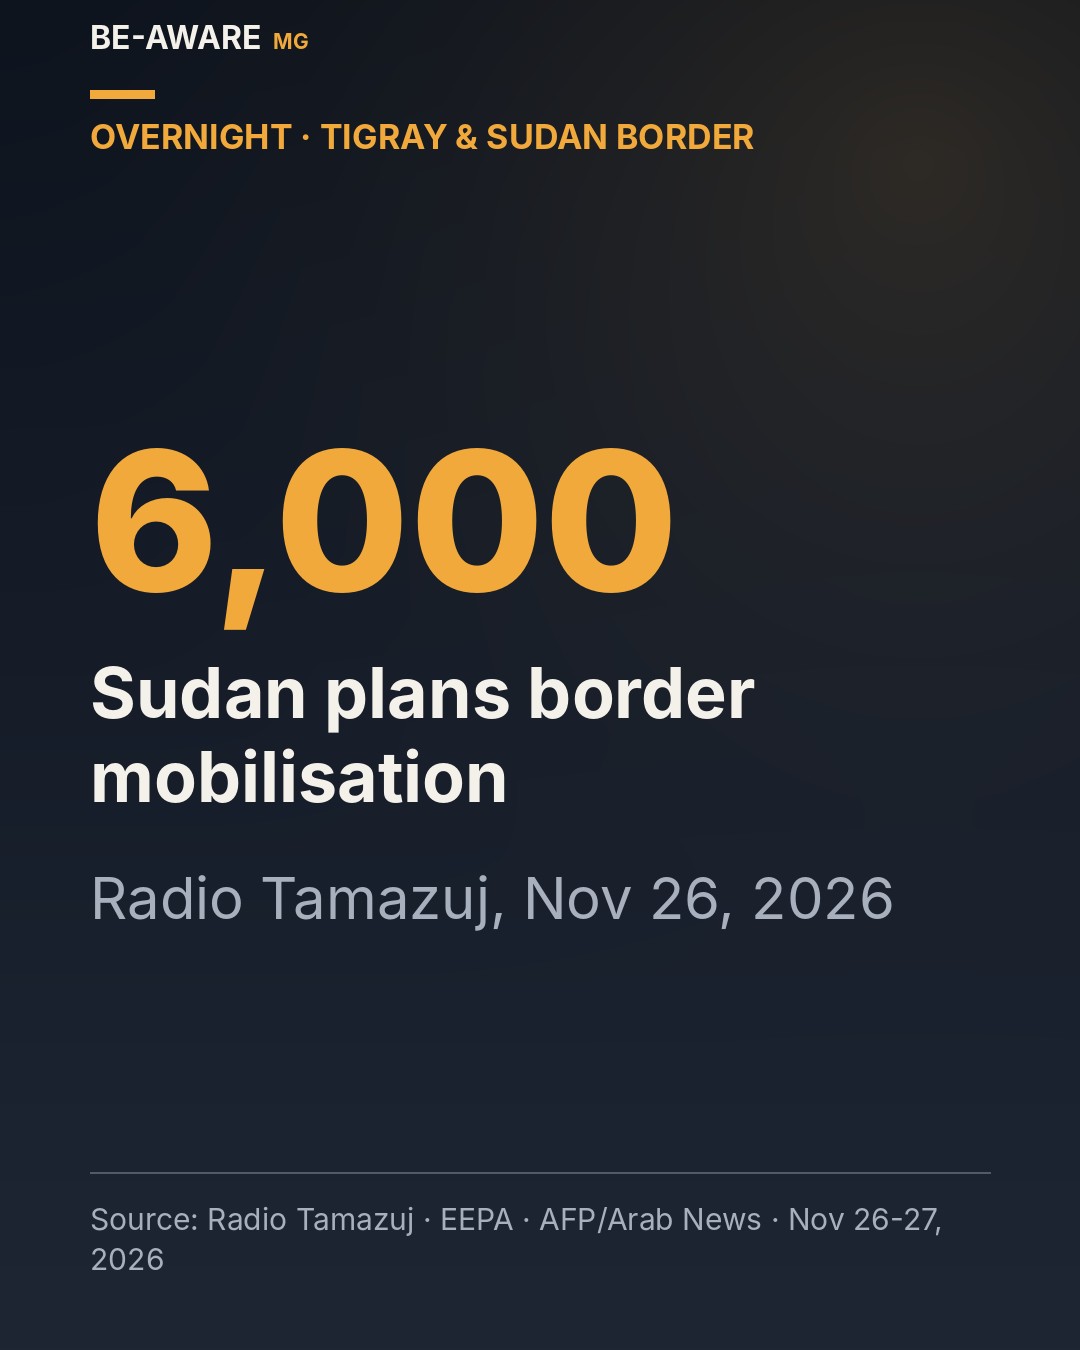 BE-AWARE MG
OVERNIGHT · TIGRAY & SUDAN BORDER
6,000
Sudan plans border
mobilisation
Radio Tamazuj, Nov 26, 2026
Source: Radio Tamazuj · EEPA · AFP/Arab News · Nov 26-27,
2026